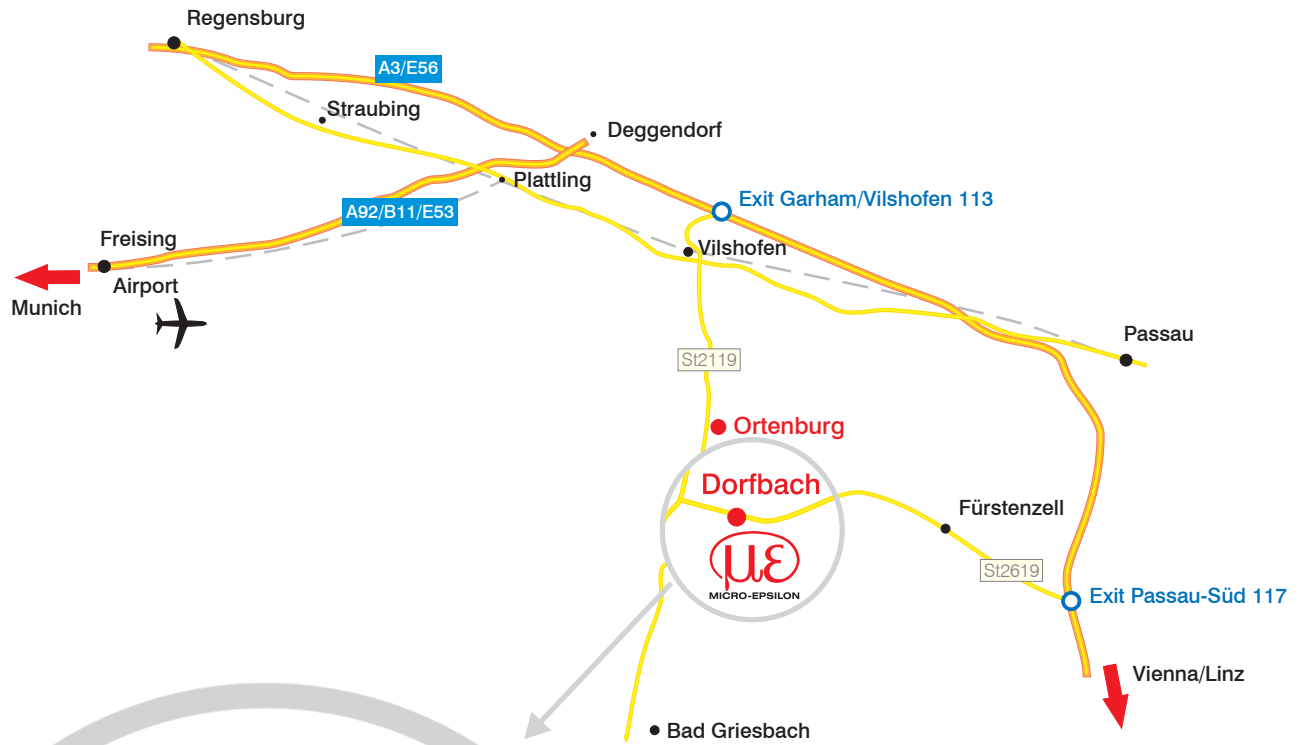 Regensburg
A3/E56
Straubing
Deggendorf
Plattling
Exit Garham/Vilshofen 113
A92/B11/E53
Freising
Vilshofen
Airport
Munich
Passau
St2119
Ortenburg
Dorfbach
Fürstenzell
με
St2619
MICRO-EPSILON
Exit Passau-Süd 117
Vienna/Linz
Bad Griesbach